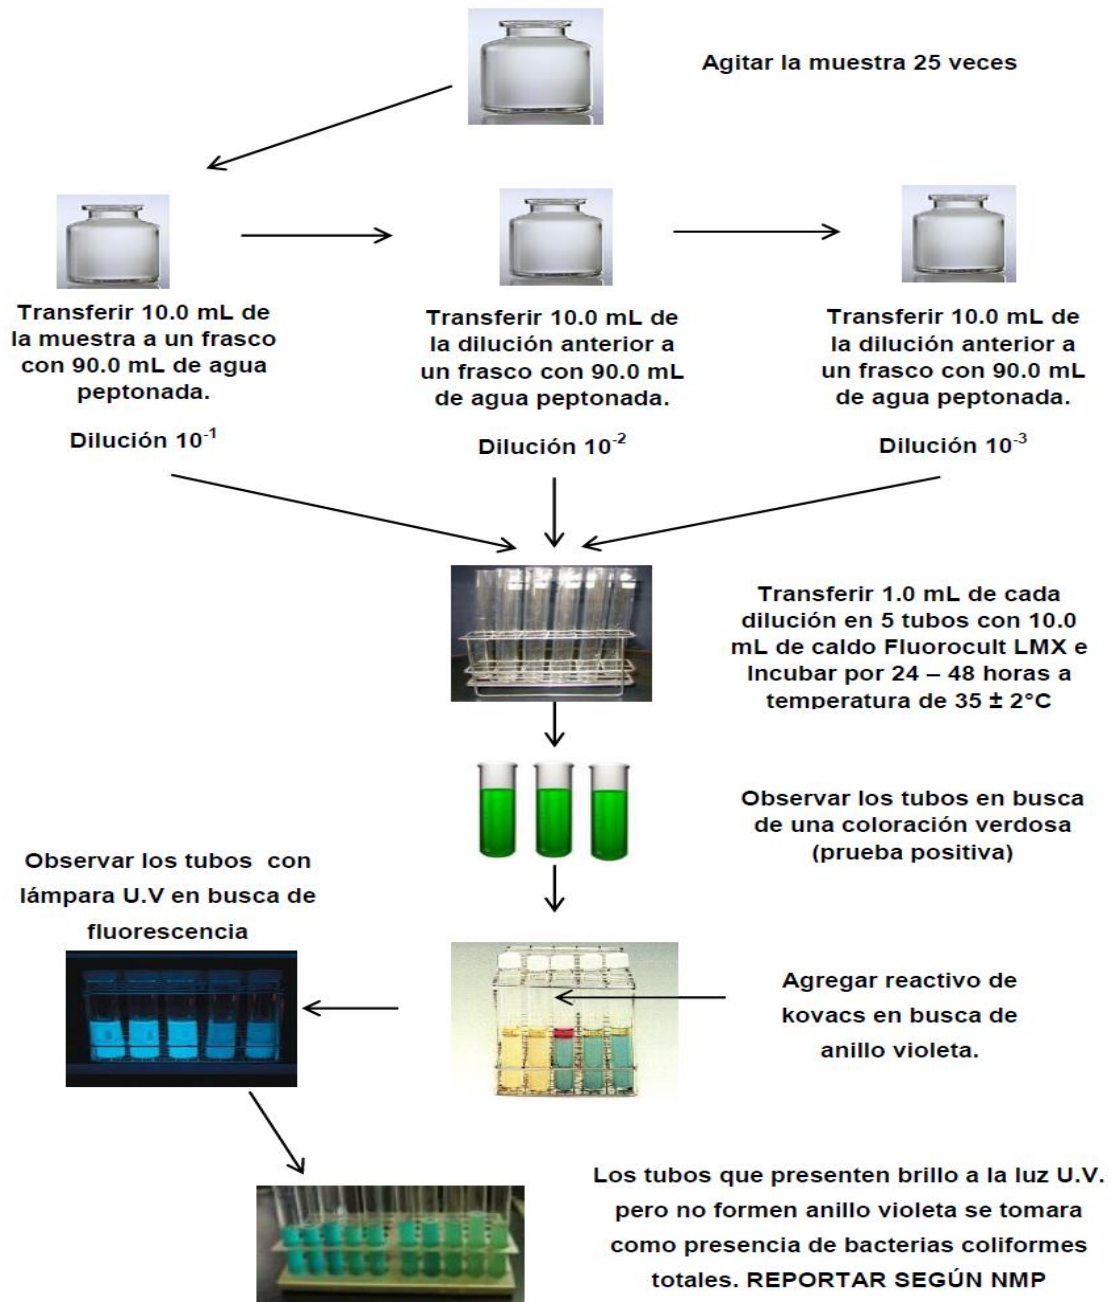 Agitar la muestra 25 veces
Transferir 10.0 mL de
la muestra a un frasco
con 90.0 mL de agua
peptonada.
Dilución 10⁻¹
Transferir 10.0 mL de
la dilución anterior a
un frasco con 90.0 mL
de agua peptonada.
Dilución 10⁻²
Transferir 10.0 mL de
la dilución anterior a
un frasco con 90.0 mL
de agua peptonada.
Dilución 10⁻³
Transferir 1.0 mL de cada
dilución en 5 tubos con 10.0
mL de caldo Fluorocult LMX e
Incubar por 24 – 48 horas a
temperatura de 35 ± 2°C
Observar los tubos en busca
de una coloración verdosa
(prueba positiva)
Agregar reactivo de
kovacs en busca de
anillo violeta.
Observar los tubos con
lámpara U.V en busca de
fluorescencia
Los tubos que presenten brillo a la luz U.V.
pero no formen anillo violeta se tomara
como presencia de bacterias coliformes
totales. REPORTAR SEGÚN NMP